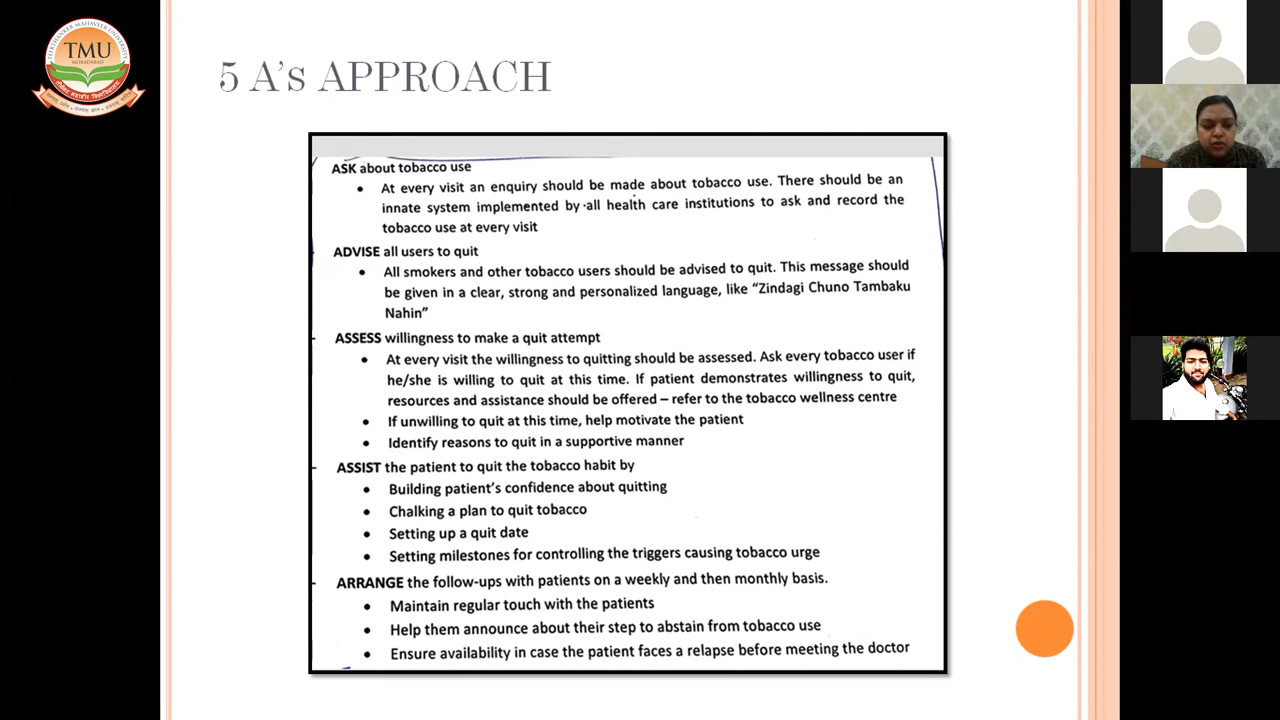 TEERTHANKER MAHAVEER UNIVERSITY
TMU
MORADABAD
5 A's APPROACH
ASK about tobacco use
• At every visit an enquiry should be made about tobacco use. There should be an
innate system implemented by all health care institutions to ask and record the
tobacco use at every visit
ADVISE all users to quit
• All smokers and other tobacco users should be advised to quit. This message should
be given in a clear, strong and personalized language, like “Zindagi Chuno Tambaku
Nahin”
ASSESS willingness to make a quit attempt
• At every visit the willingness to quitting should be assessed. Ask every tobacco user if
he/she is willing to quit at this time. If patient demonstrates willingness to quit,
resources and assistance should be offered – refer to the tobacco wellness centre
• If unwilling to quit at this time, help motivate the patient
• Identify reasons to quit in a supportive manner
ASSIST the patient to quit the tobacco habit by
• Building patient's confidence about quitting
• Chalking a plan to quit tobacco
• Setting up a quit date
• Setting milestones for controlling the triggers causing tobacco urge
ARRANGE the follow-ups with patients on a weekly and then monthly basis.
• Maintain regular touch with the patients
• Help them announce about their step to abstain from tobacco use
• Ensure availability in case the patient faces a relapse before meeting the doctor